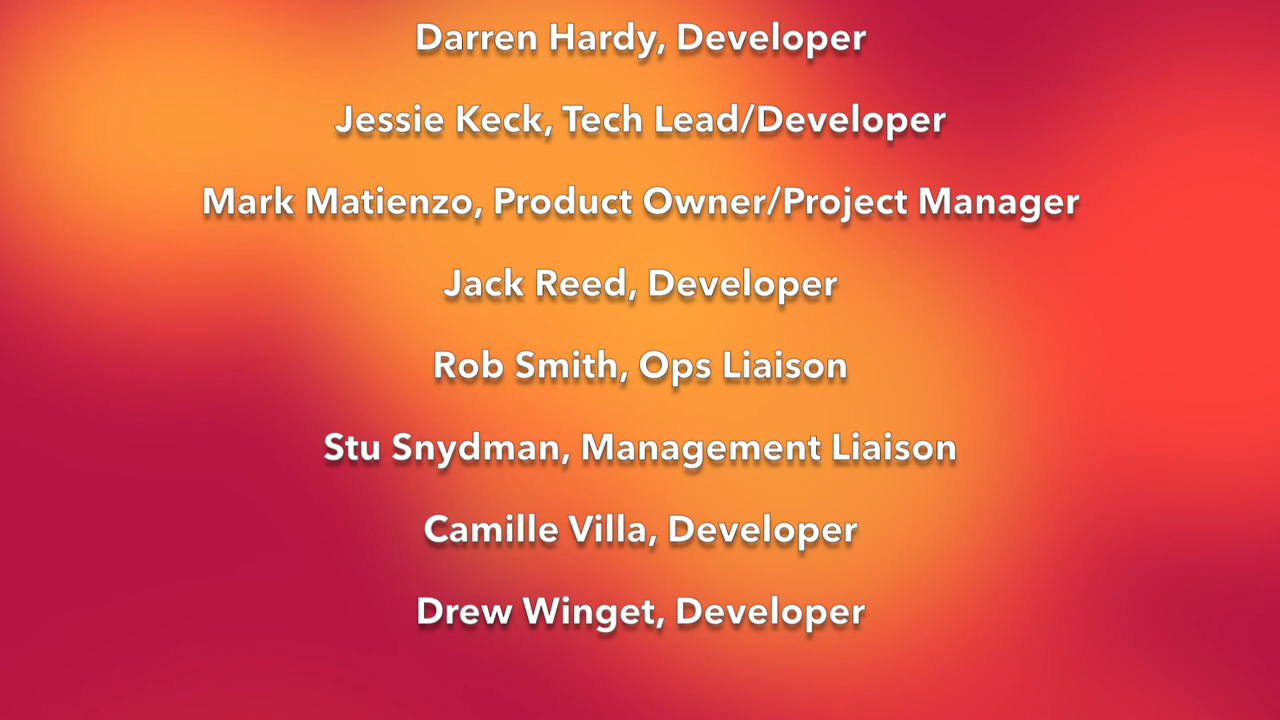 Darren Hardy, Developer
Jessie Keck, Tech Lead/Developer
Mark Matienzo, Product Owner/Project Manager
Jack Reed, Developer
Rob Smith, Ops Liaison
Stu Snydman, Management Liaison
Camille Villa, Developer
Drew Winget, Developer